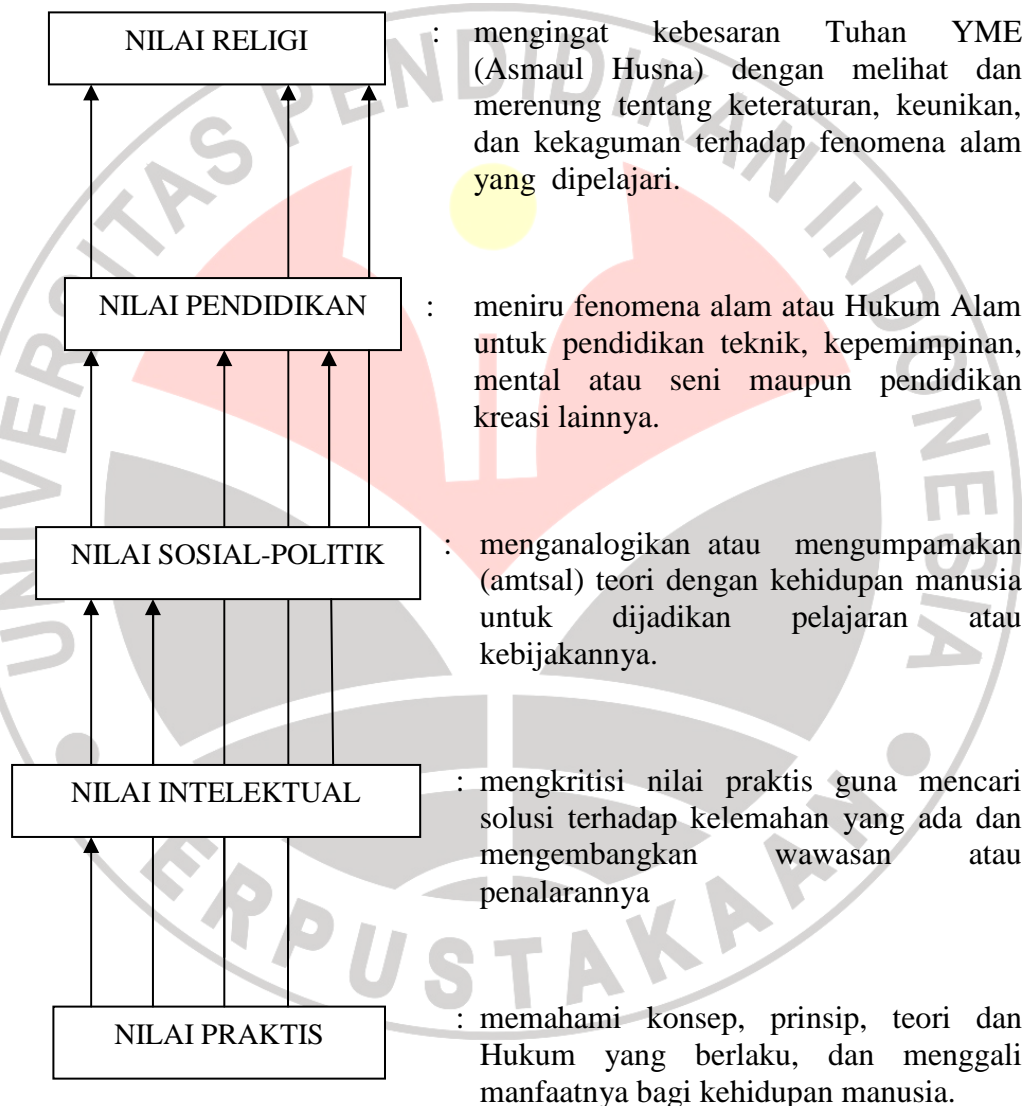 NILAI RELIGI
: mengingat kebesaran Tuhan YME
(Asmaul Husna) dengan melihat dan
merenung tentang keteraturan, keunikan,
dan kekaguman terhadap fenomena alam
yang dipelajari.
NILAI PENDIDIKAN
: meniru fenomena alam atau Hukum Alam
untuk pendidikan teknik, kepemimpinan,
mental atau seni maupun pendidikan
kreasi lainnya.
NILAI SOSIAL-POLITIK
: menganalogikan atau mengumpamakan
(amtsal) teori dengan kehidupan manusia
untuk dijadikan pelajaran atau
kebijakannya.
NILAI INTELEKTUAL
: mengkritisi nilai praktis guna mencari
solusi terhadap kelemahan yang ada dan
mengembangkan wawasan atau
penalarannya
NILAI PRAKTIS
: memahami konsep, prinsip, teori dan
Hukum yang berlaku, dan menggali
manfaatnya bagi kehidupan manusia.
UNIVERSITAS PENDIDIKAN INDONESIA
ERPUSTAKAA